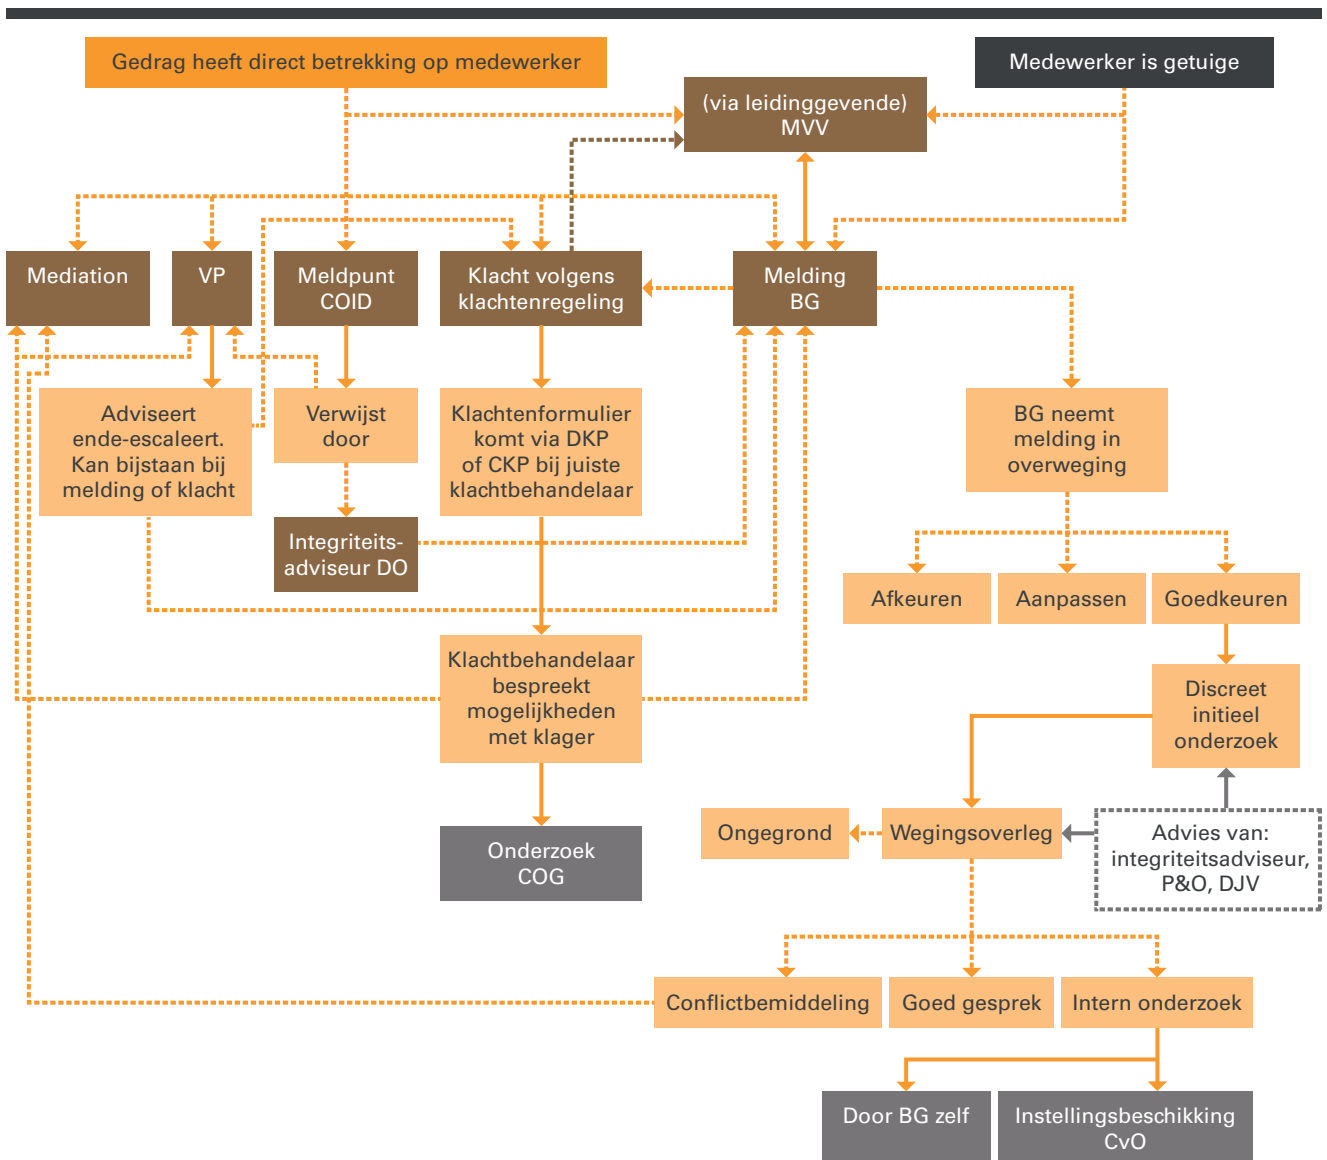 Gedrag heeft direct betrekking op medewerker
Medewerker is getuige
(via leidinggevende)
MVV
Mediation
VP
Meldpunt
COID
Klacht volgens
klachtenregeling
Melding
BG
Adviseert
ende-escaleert.
Kan bijstaan bij
melding of klacht
Verwijst
door
Klachtenformulier
komt via DKP
of CKP bij juiste
klachtbehandelaar
BG neemt
melding in
overweging
Integriteits-
adviseur DO
Afkeuren
Aanpassen
Goedkeuren
Klachtbehandelaar
bespreekt
mogelijkheden
met klager
Discreet
initieel
onderzoek
Ongegrond
Wegingsoverleg
Advies van:
integriteitsadviseur,
P&O, DJV
Onderzoek
COG
Conflictbemiddeling
Goed gesprek
Intern onderzoek
Door BG zelf
Instellingsbeschikking
CvO